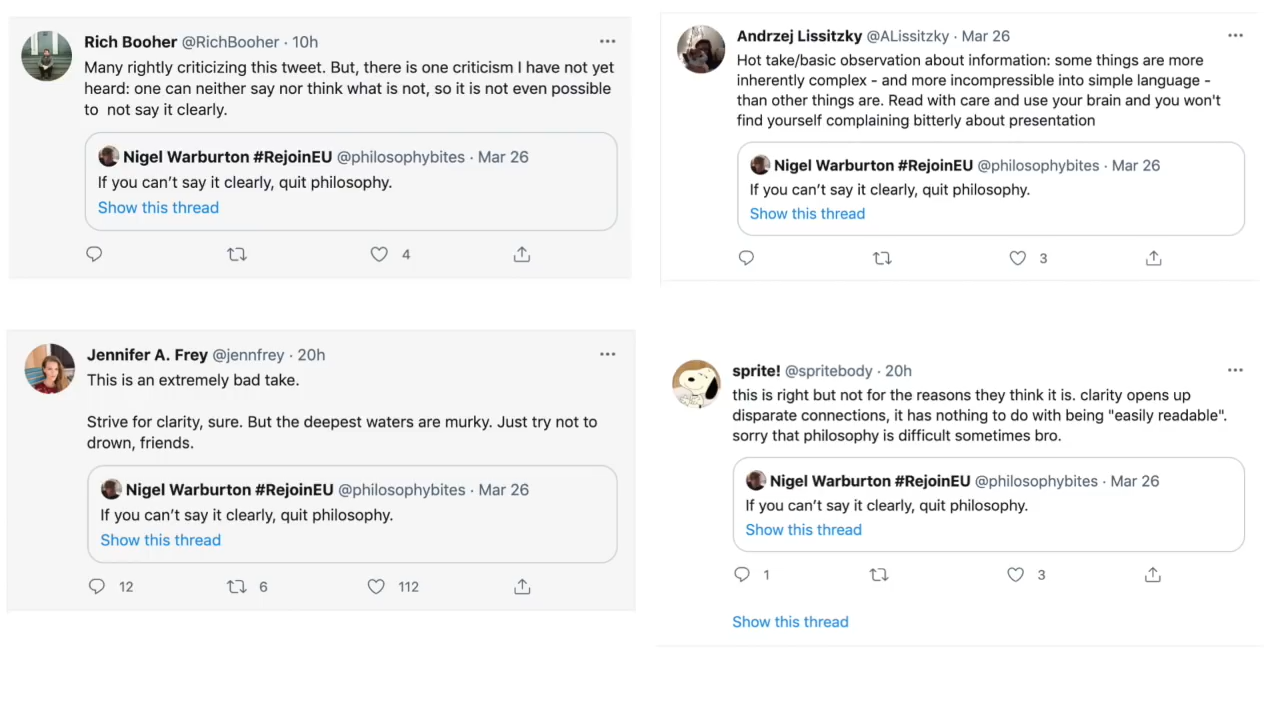 Rich Booher @RichBooher · 10h
Many rightly criticizing this tweet. But, there is one criticism I have not yet
heard: one can neither say nor think what is not, so it is not even possible
to not say it clearly.
Nigel Warburton #RejoinEU @philosophybites · Mar 26
If you can’t say it clearly, quit philosophy.
Show this thread
4
Andrzej Lissitzky @ALissitzky · Mar 26
Hot take/basic observation about information: some things are more
inherently complex - and more incompressible into simple language -
than other things are. Read with care and use your brain and you won't
find yourself complaining bitterly about presentation
Nigel Warburton #RejoinEU @philosophybites · Mar 26
If you can’t say it clearly, quit philosophy.
Show this thread
3
Jennifer A. Frey @jennfrey · 20h
This is an extremely bad take.
Strive for clarity, sure. But the deepest waters are murky. Just try not to
drown, friends.
Nigel Warburton #RejoinEU @philosophybites · Mar 26
If you can’t say it clearly, quit philosophy.
Show this thread
12 6 112
sprite! @spritebody · 20h
this is right but not for the reasons they think it is. clarity opens up
disparate connections, it has nothing to do with being "easily readable".
sorry that philosophy is difficult sometimes bro.
Nigel Warburton #RejoinEU @philosophybites · Mar 26
If you can’t say it clearly, quit philosophy.
Show this thread
1 3
Show this thread